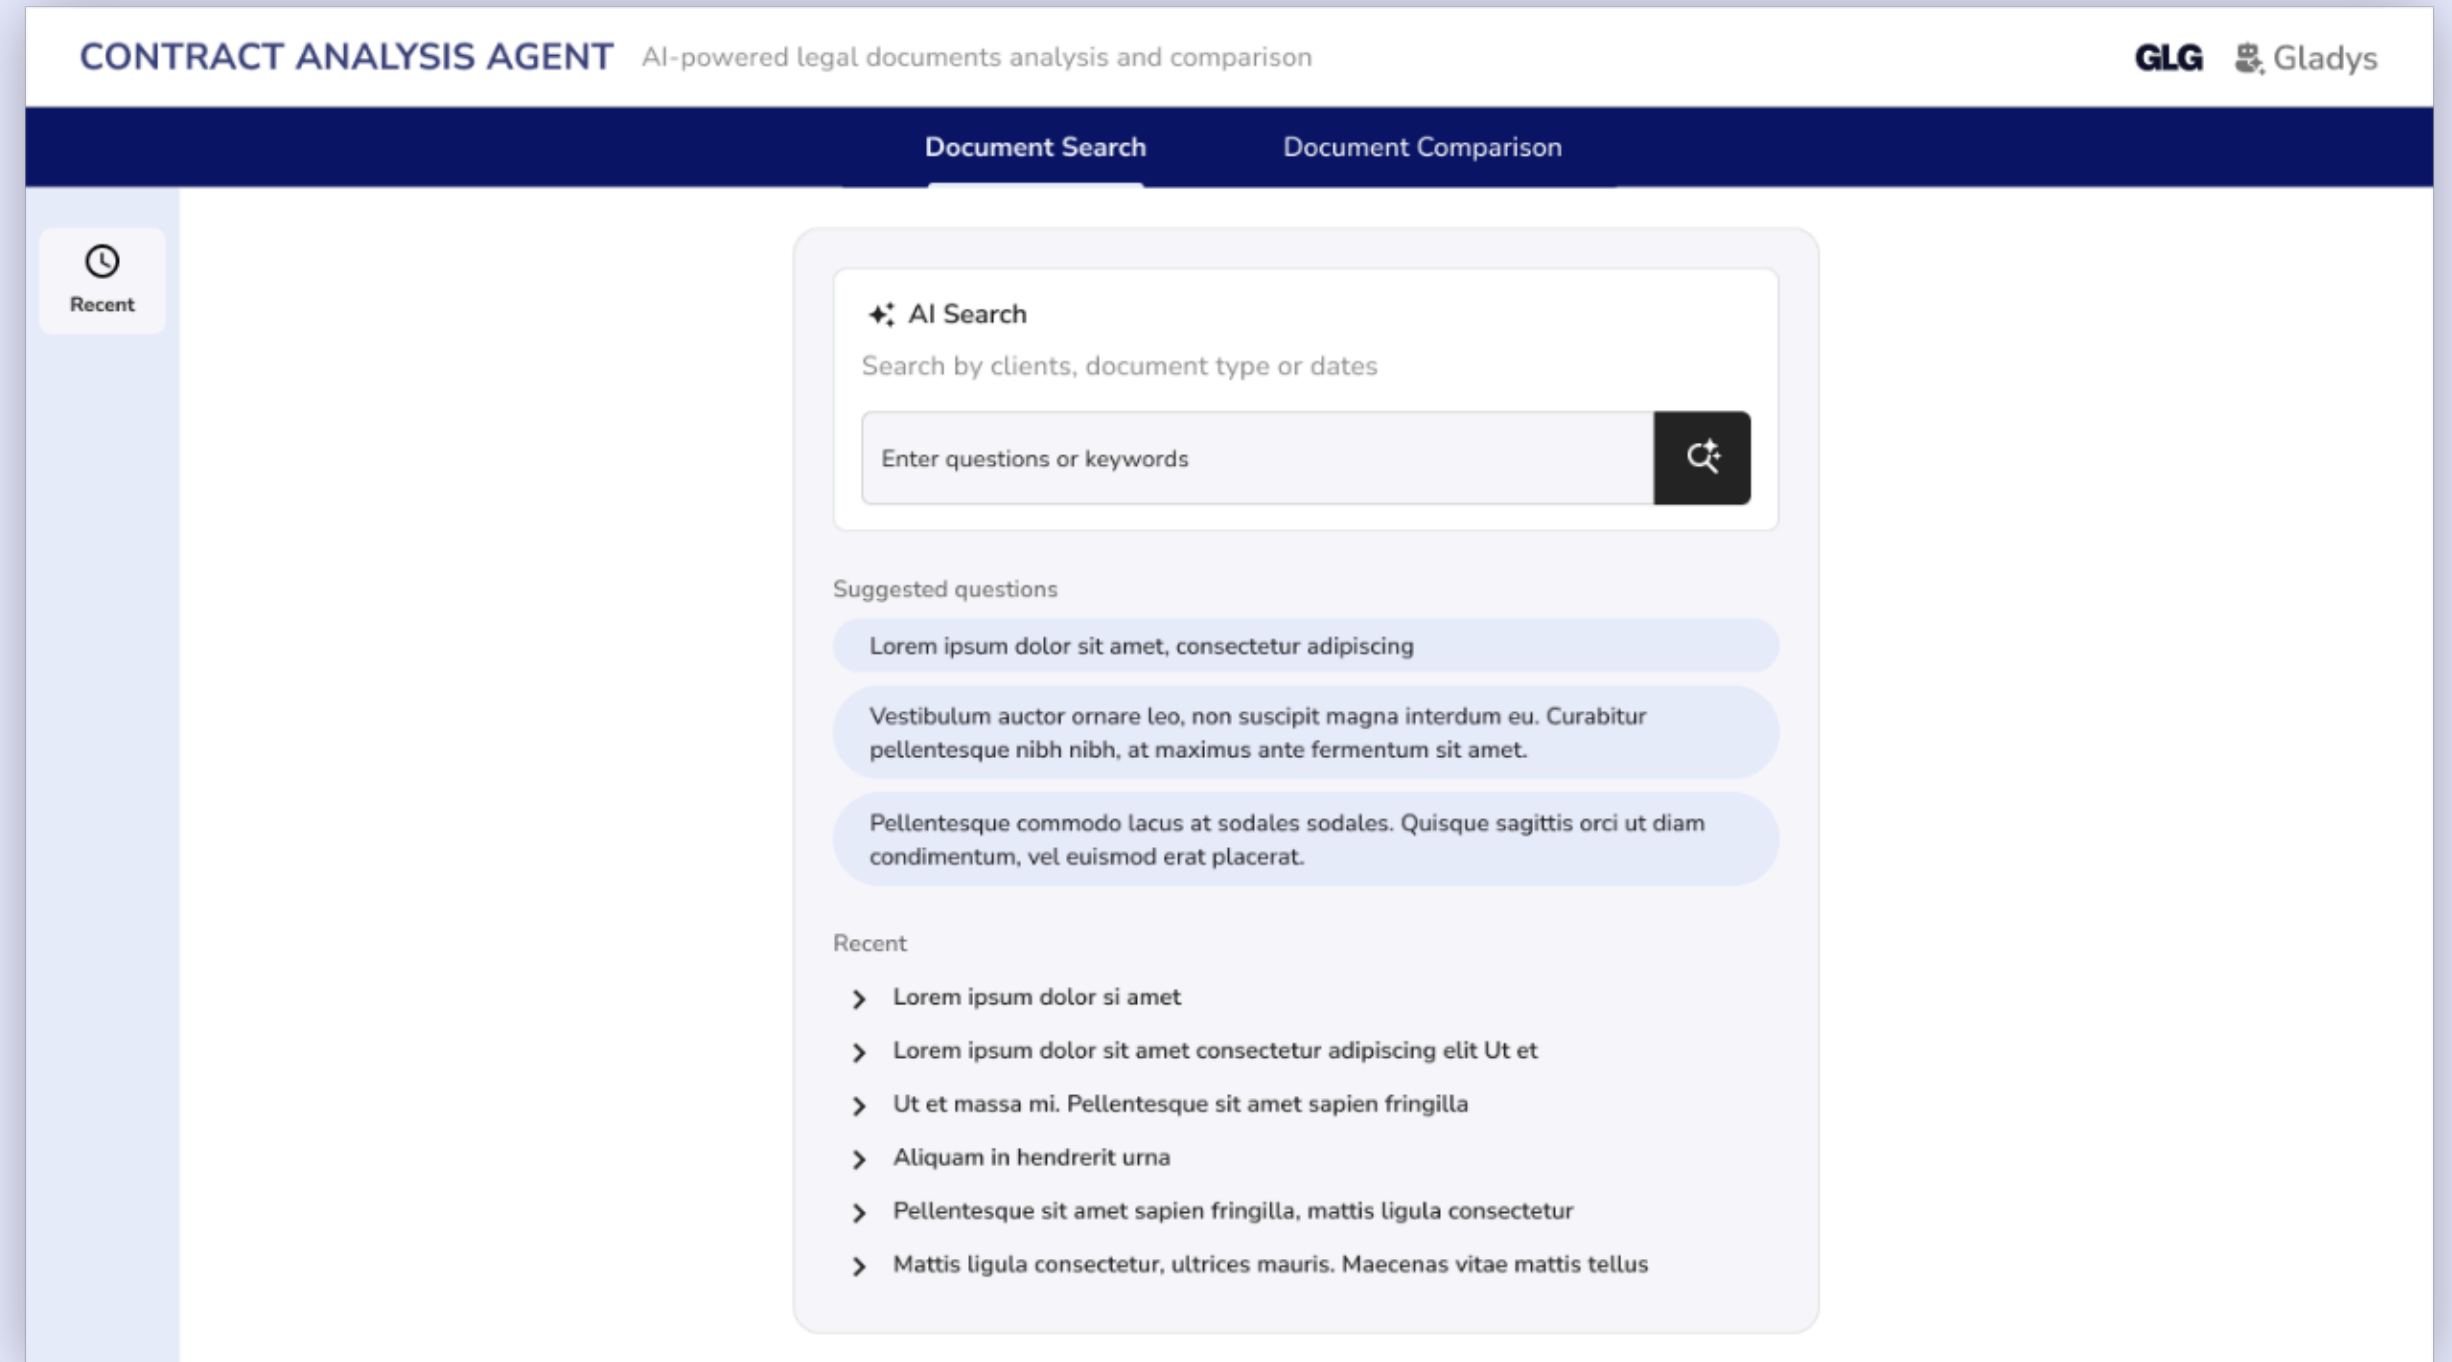 CONTRACT ANALYSIS AGENT AI-powered legal documents analysis and comparison GLG Gladys
Document Search Document Comparison
Recent
AI Search
Search by clients, document type or dates
Enter questions or keywords
Suggested questions
Lorem ipsum dolor sit amet, consectetur adipiscing
Vestibulum auctor ornare leo, non suscipit magna interdum eu. Curabitur
pellentesque nibh nibh, at maximus ante fermentum sit amet.
Pellentesque commodo lacus at sodales sodales. Quisque sagittis orci ut diam
condimentum, vel euismod erat placerat.
Recent
Lorem ipsum dolor si amet
Lorem ipsum dolor sit amet consectetur adipiscing elit Ut et
Ut et massa mi. Pellentesque sit amet sapien fringilla
Aliquam in hendrerit urna
Pellentesque sit amet sapien fringilla, mattis ligula consectetur
Mattis ligula consectetur, ultrices mauris. Maecenas vitae mattis tellus